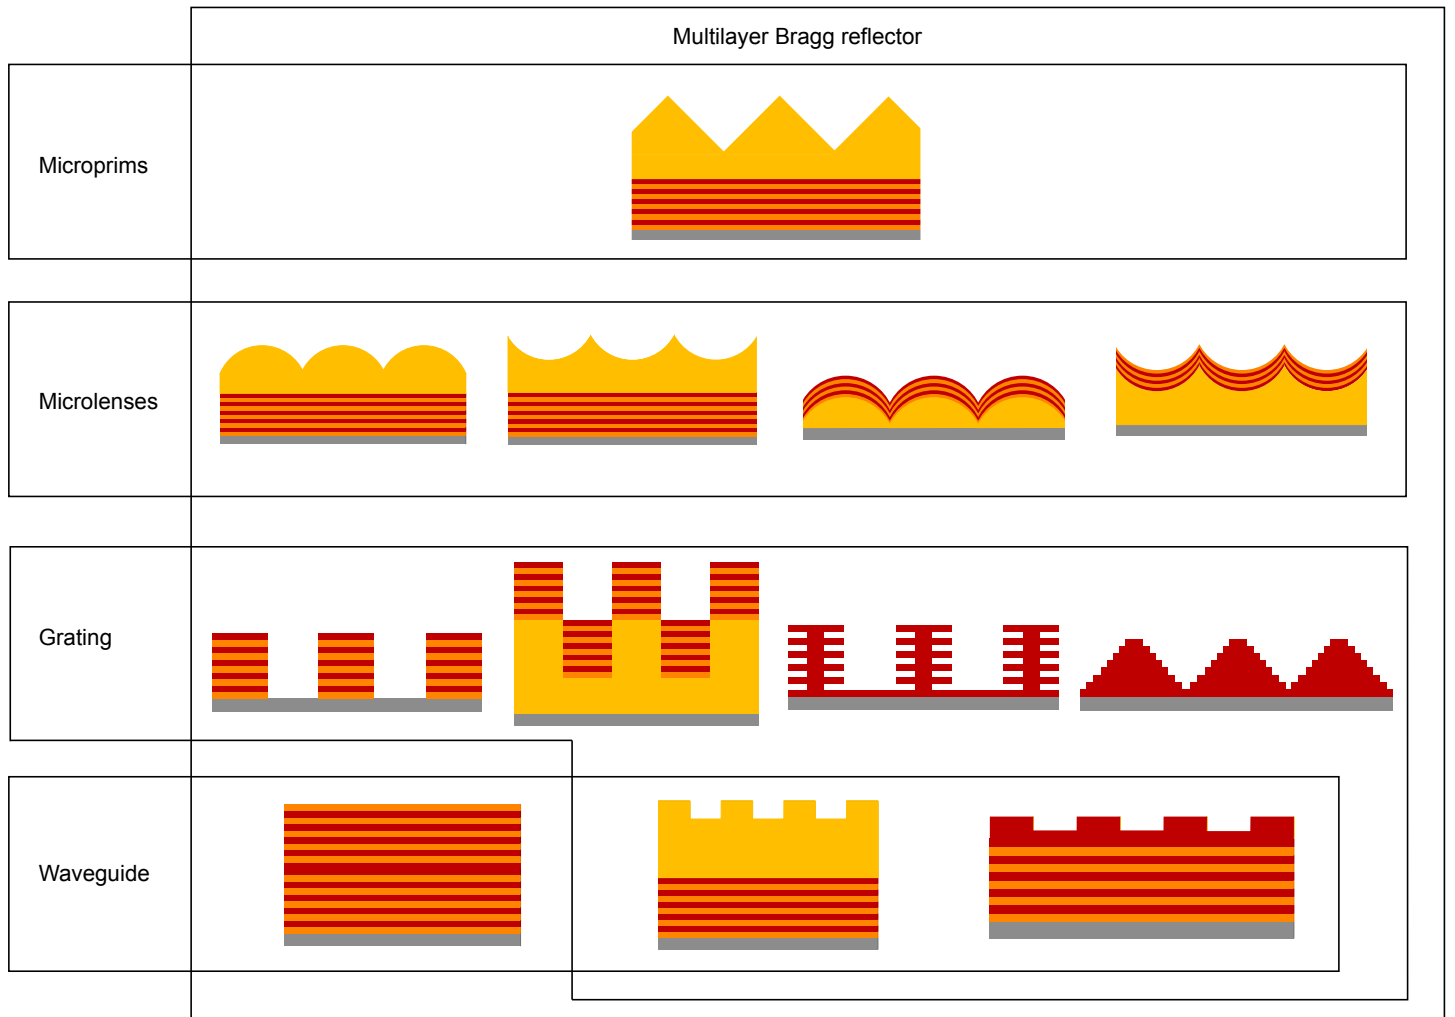 Multilayer Bragg reflector
Microprims
Microlenses
Grating
Waveguide